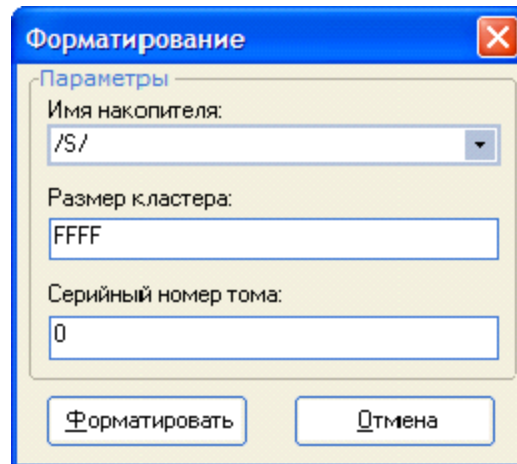 Форматирование
Параметры
Имя накопителя:
/S/
Размер кластера:
FFFF
Серийный номер тома:
0
Форматировать Отмена